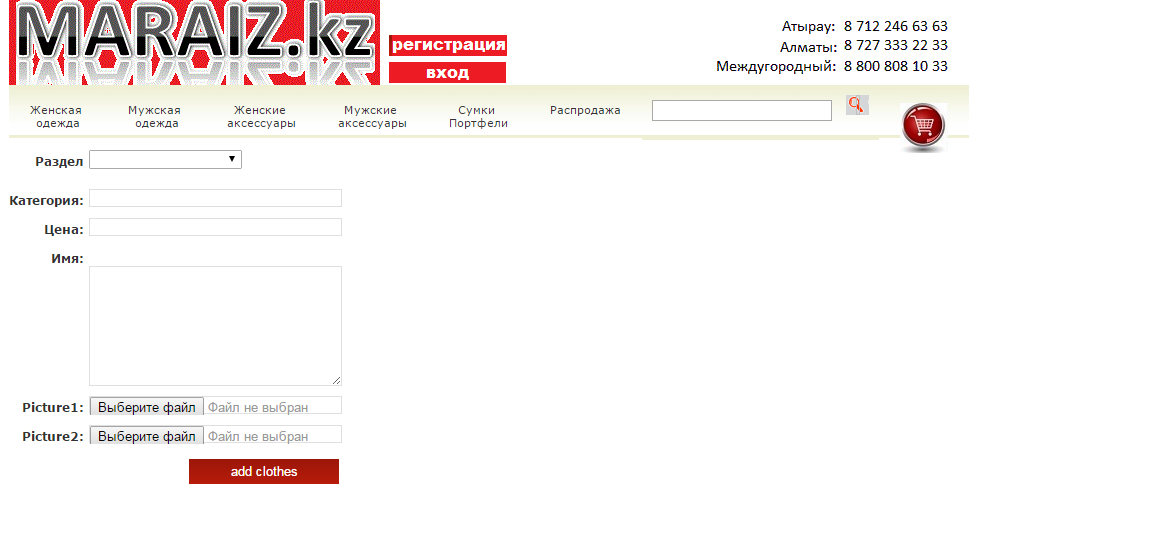 MARAIZ.kz
регистрация
вход
Атырау: 8 712 246 63 63
Алматы: 8 727 333 22 33
Междугородный: 8 800 808 10 33
Женская
одежда
Мужская
одежда
Женские
аксессуары
Мужские
аксессуары
Сумки
Портфели
Распродажа
Раздел
Категория:
Цена:
Имя:
Picture1: Выберите файл Файл не выбран
Picture2: Выберите файл Файл не выбран
add clothes